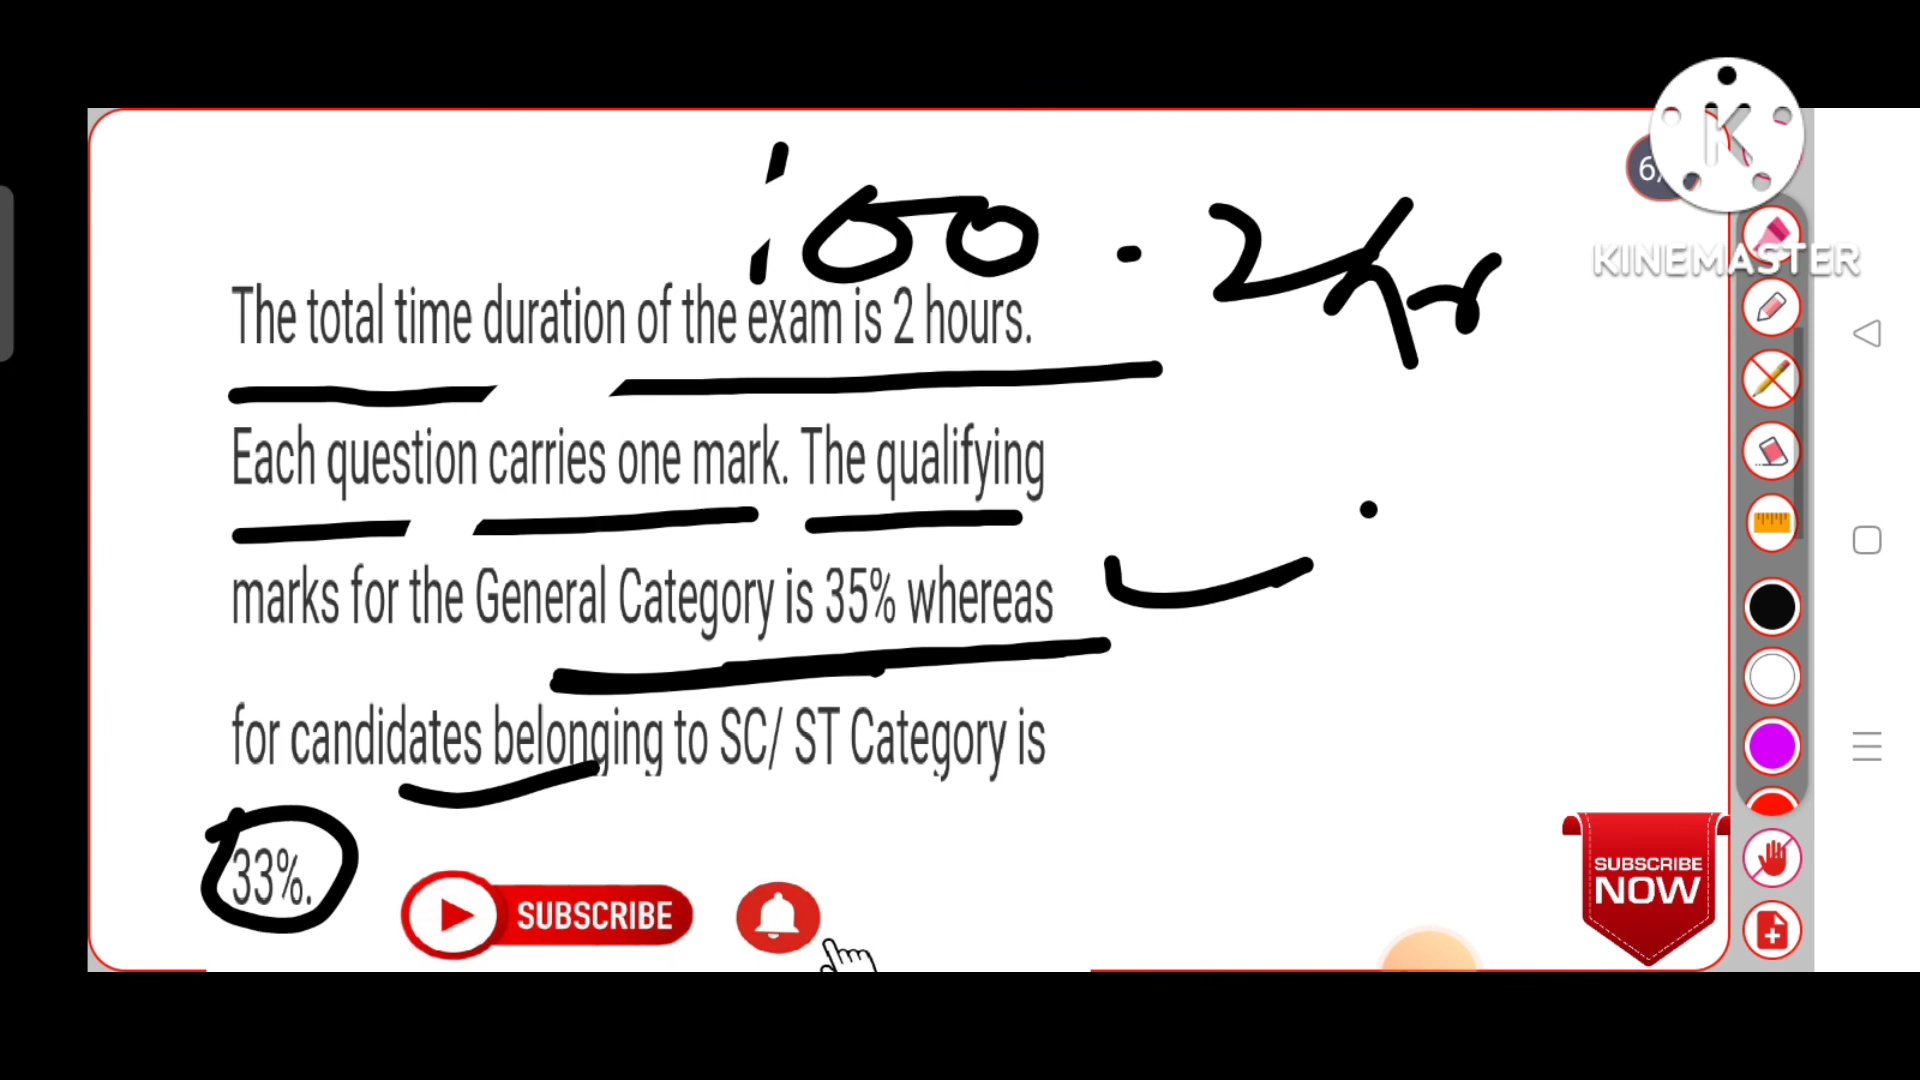 100 - 2hr
6
KINEMASTER
The total time duration of the exam is 2 hours.
Each question carries one mark. The qualifying
marks for the General Category is 35% whereas
for candidates belonging to SC/ ST Category is
33%.
SUBSCRIBE
SUBSCRIBE
NOW